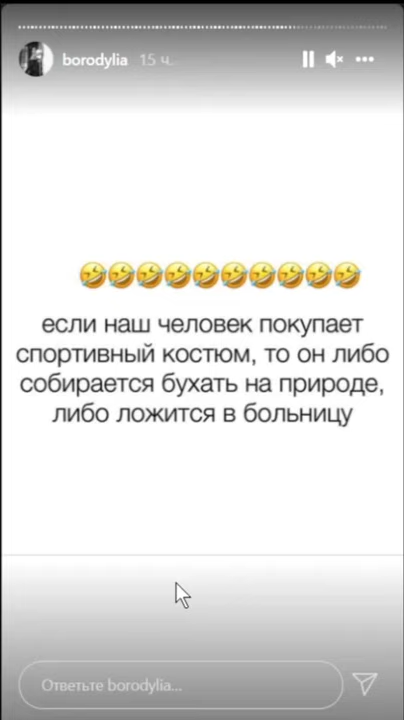 borodylia 15 ч.
🤣🤣🤣🤣🤣🤣🤣🤣🤣🤣
если наш человек покупает
спортивный костюм, то он либо
собирается бухать на природе,
либо ложится в больницу
Ответьте borodylia...